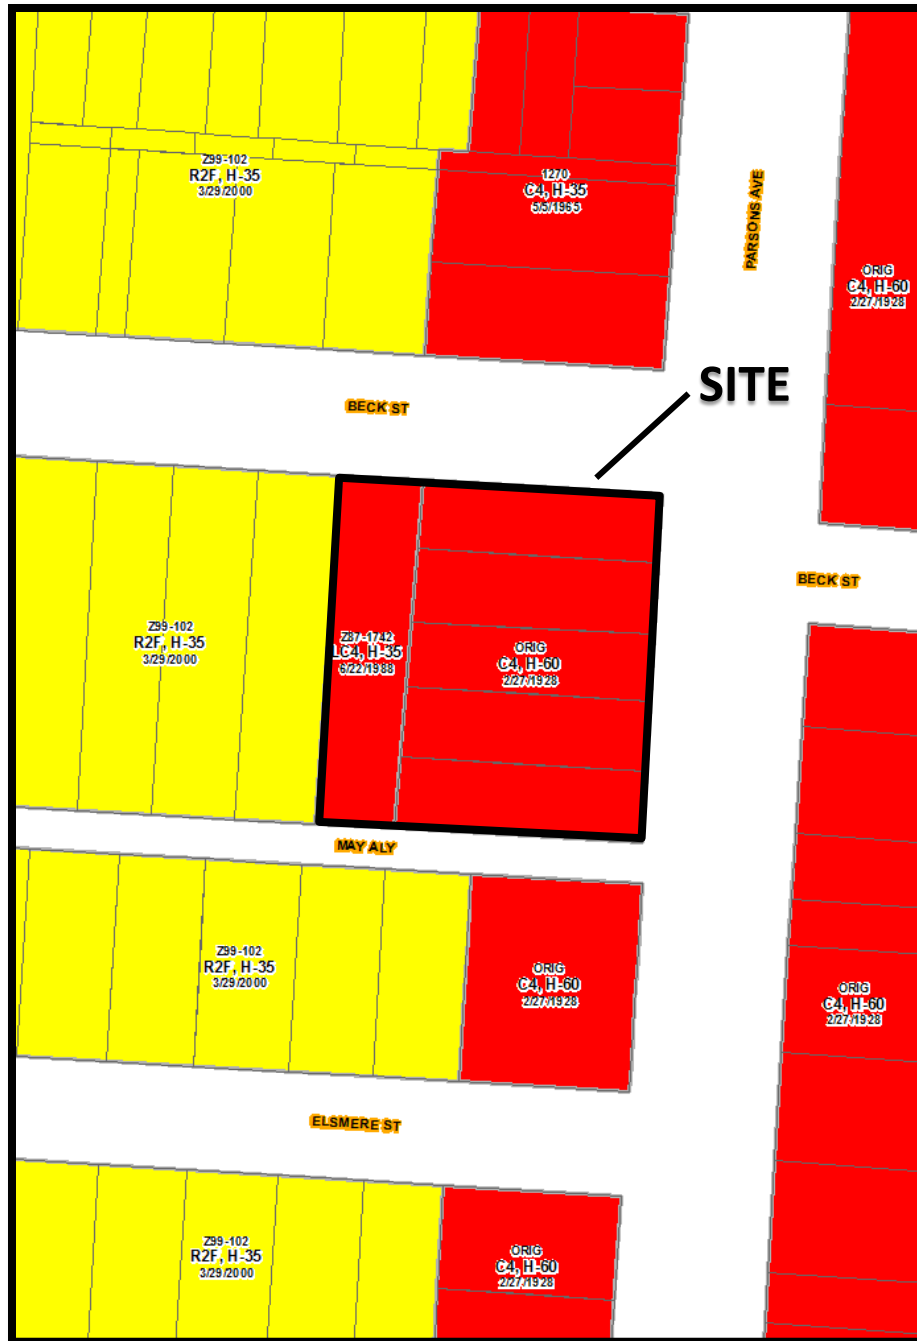 Z99-102
R2F, H-35
3/29/2000
1270
C4, H-35
5/5/1965
PARSONS AVE
ORIG
C4, H-60
2/27/1928
SITE
BECK ST
BECK ST
Z99-102
R2F, H-35
3/29/2000
Z87-1742
LC4, H-35
6/22/1988
ORIG
C4, H-60
2/27/1928
MAY ALY
Z99-102
R2F, H-35
3/29/2000
ORIG
C4, H-60
2/27/1928
ORIG
C4, H-60
2/27/1928
ELSMERE ST
Z99-102
R2F, H-35
3/29/2000
ORIG
C4, H-60
2/27/1928